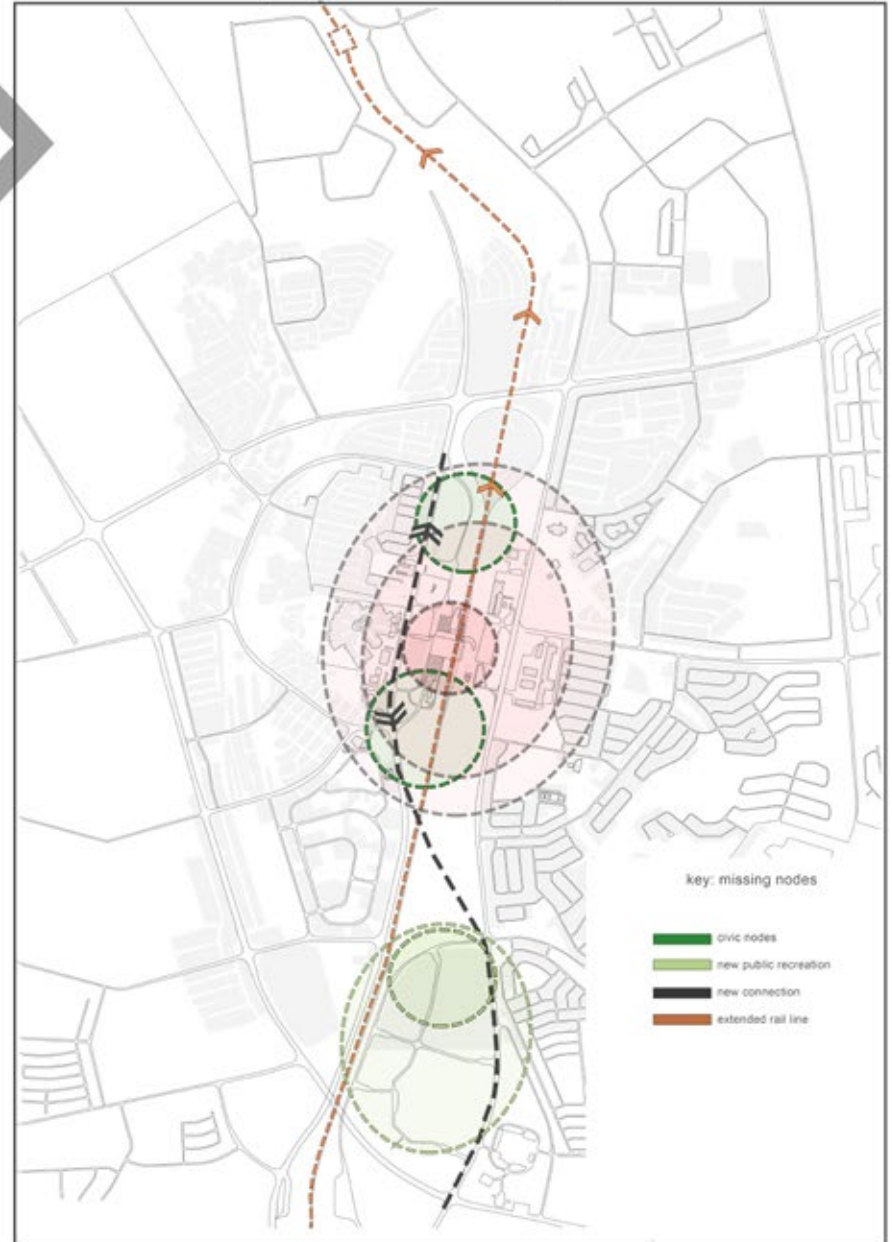 key: missing nodes
civic nodes
new public recreation
new connection
extended rail line